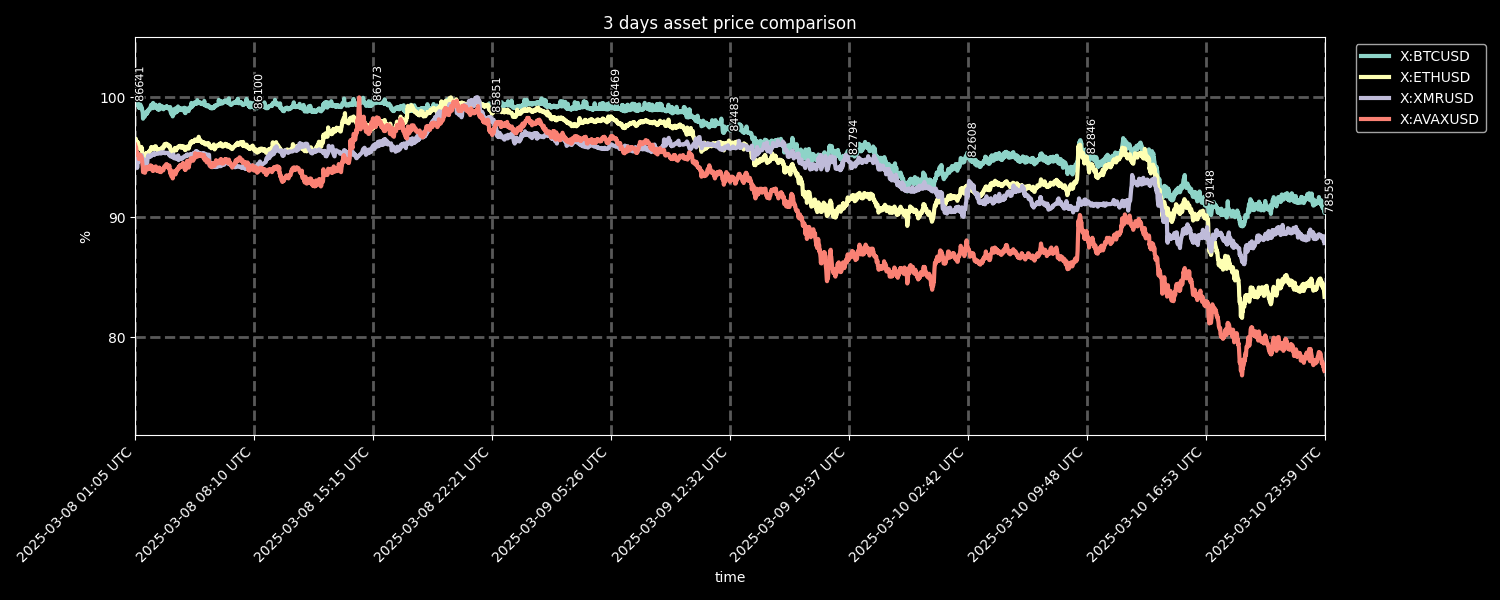 3 days asset price comparison
X:BTCUSD
X:ETHUSD
X:XMRUSD
X:AVAXUSD
100
90
80
%
86641
86100
86673
85851
86469
84483
82794
82608
82846
79148
78559
2025-03-08 01:05 UTC
2025-03-08 08:10 UTC
2025-03-08 15:15 UTC
2025-03-08 22:21 UTC
2025-03-09 05:26 UTC
2025-03-09 12:32 UTC
2025-03-09 19:37 UTC
2025-03-10 02:42 UTC
2025-03-10 09:48 UTC
2025-03-10 16:53 UTC
2025-03-10 23:59 UTC
time